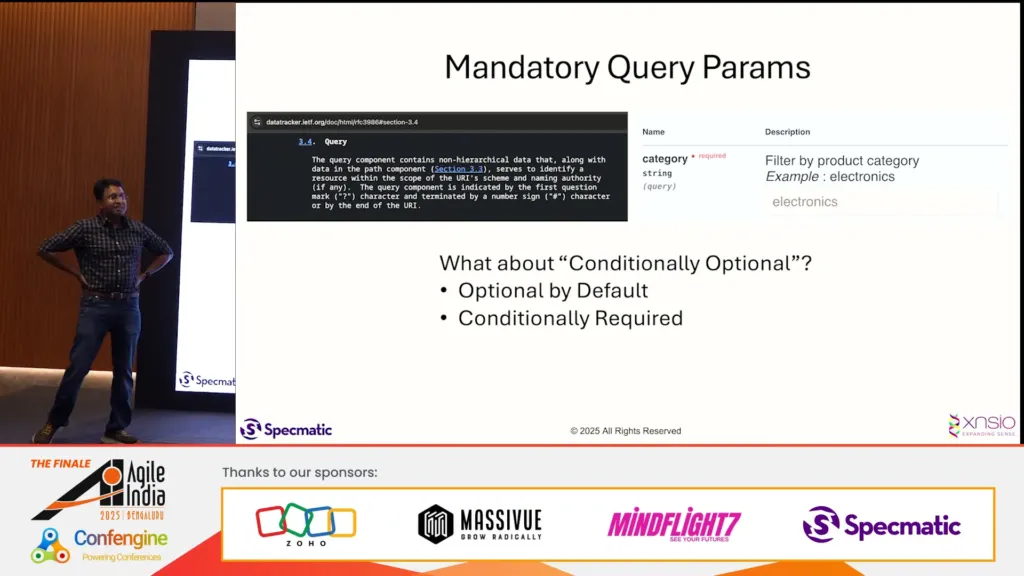 Mandatory Query Params
datatracker.ietf.org/doc/html/rfc3986#section-3.4
3.4. Query
The query component contains non-hierarchical data that, along with
data in the path component (Section 3.3), serves to identify a
resource within the scope of the URI's scheme and naming authority
(if any). The query component is indicated by the first question
mark ("?") character and terminated by a number sign ("#") character
or by the end of the URI.
Name Description
category * required
string
(query)
Filter by product category
Example : electronics
electronics
What about “Conditionally Optional”?
• Optional by Default
• Conditionally Required
Specmatic
© 2025 All Rights Reserved
xnsio
EXPANDING SENSE
datatracker.ie
Specmat
THE FINALE
Agile
India
2025 | BENGALURU
Confengine
Powering Conferences
Thanks to our sponsors:
ZOHO
MASSIVUE
GROW RADICALLY
MINDFLIGHT7
SEE YOUR FUTURES
Specmatic